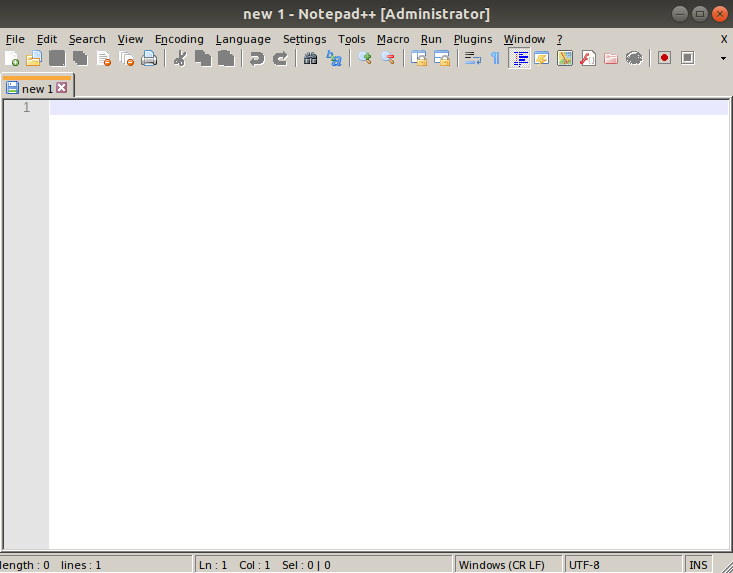 new 1 - Notepad++ [Administrator]
File Edit Search View Encoding Language Settings Tools Macro Run Plugins Window ? X
new 1
1
length : 0 lines : 1 Ln : 1 Col : 1 Sel : 0 | 0 Windows (CR LF) UTF-8 INS